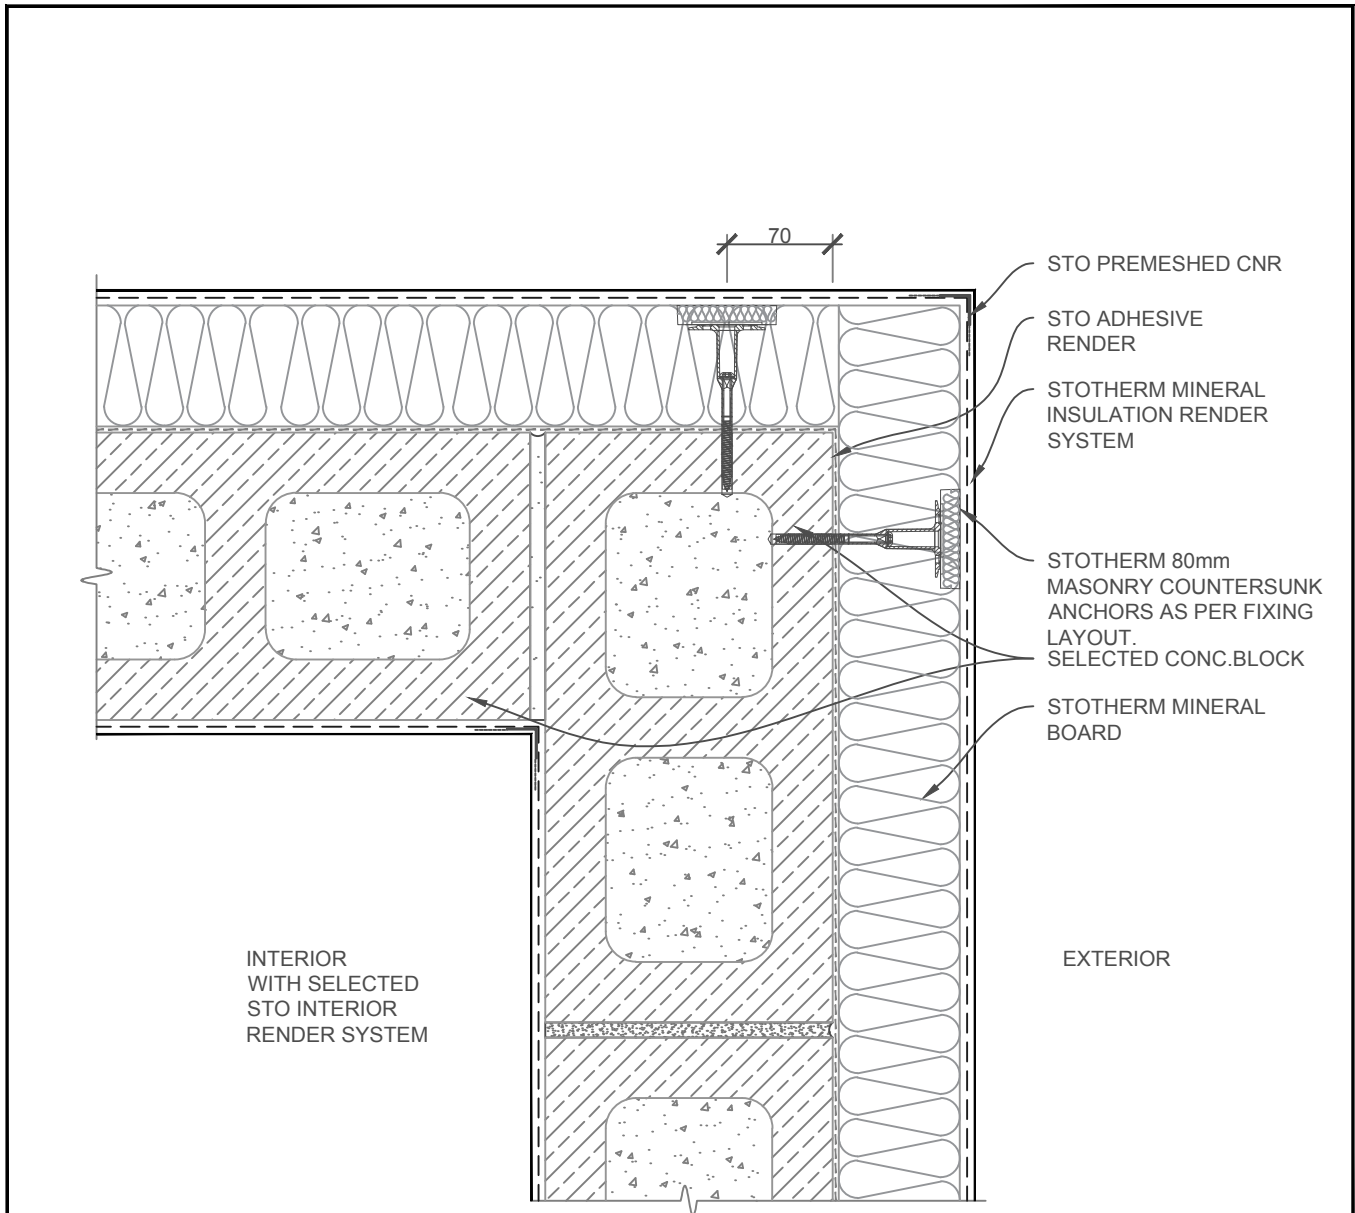 70
STO PREMESHED CNR
STO ADHESIVE
RENDER
STOTHERM MINERAL
INSULATION RENDER
SYSTEM
STOTHERM 80mm
MASONRY COUNTERSUNK
ANCHORS AS PER FIXING
LAYOUT.
SELECTED CONC.BLOCK
STOTHERM MINERAL
BOARD
INTERIOR
WITH SELECTED
STO INTERIOR
RENDER SYSTEM
EXTERIOR